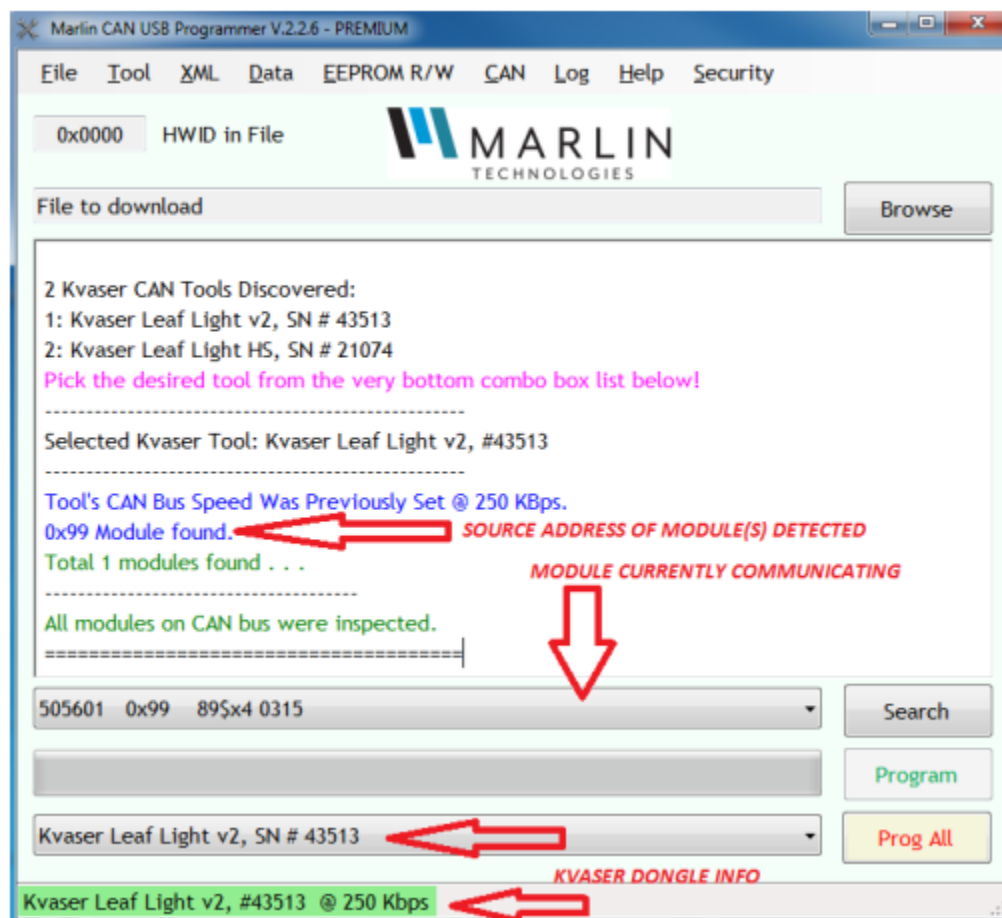 Marlin CAN USB Programmer V.2.2.6 - PREMIUM
File Tool XML Data EEPROM R/W CAN Log Help Security
0x0000 HWID in File
MARLIN
TECHNOLOGIES
File to download Browse
2 Kvaser CAN Tools Discovered:
1: Kvaser Leaf Light v2, SN # 43513
2: Kvaser Leaf Light HS, SN # 21074
Pick the desired tool from the very bottom combo box list below!
---------------------------------------------------
Selected Kvaser Tool: Kvaser Leaf Light v2, #43513
---------------------------------------------------
Tool's CAN Bus Speed Was Previously Set @ 250 KBps.
0x99 Module found. SOURCE ADDRESS OF MODULE(S) DETECTED
Total 1 modules found . . .
MODULE CURRENTLY COMMUNICATING
--------------------------------------
All modules on CAN bus were inspected.
======================================
505601 0x99 89$x4 0315 Search
Program
Kvaser Leaf Light v2, SN # 43513 Prog All
KVASER DONGLE INFO
Kvaser Leaf Light v2, #43513 @ 250 Kbps